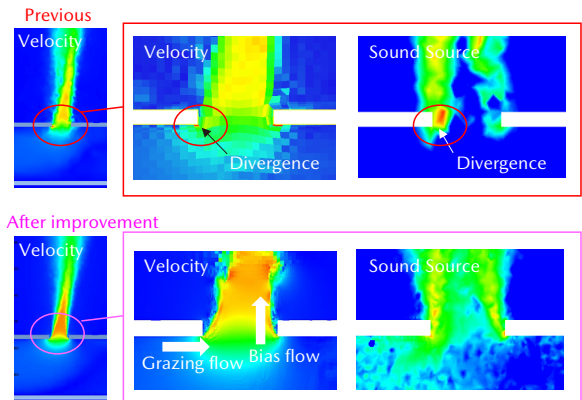 Previous
Velocity
Velocity
Sound Source
Divergence
Divergence
After improvement
Velocity
Velocity
Sound Source
Grazing flow
Bias flow